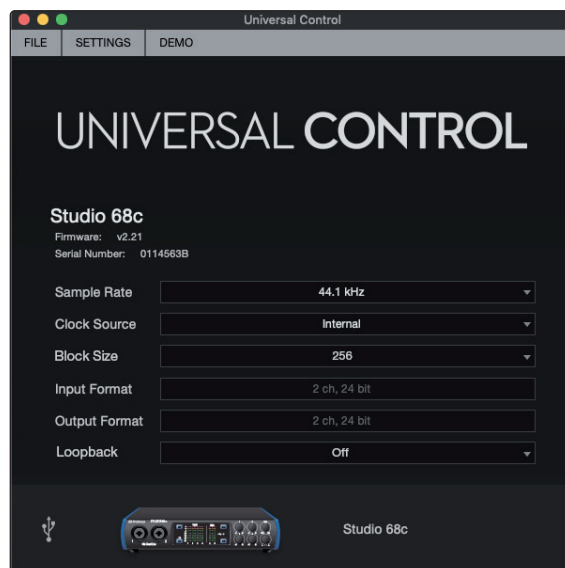 Universal Control
FILE SETTINGS DEMO
UNIVERSAL CONTROL
Studio 68c
Firmware: v2.21
Serial Number: 0114563B
Sample Rate 44.1 kHz
Clock Source Internal
Block Size 256
Input Format 2 ch, 24 bit
Output Format 2 ch, 24 bit
Loopback Off
Studio 68c